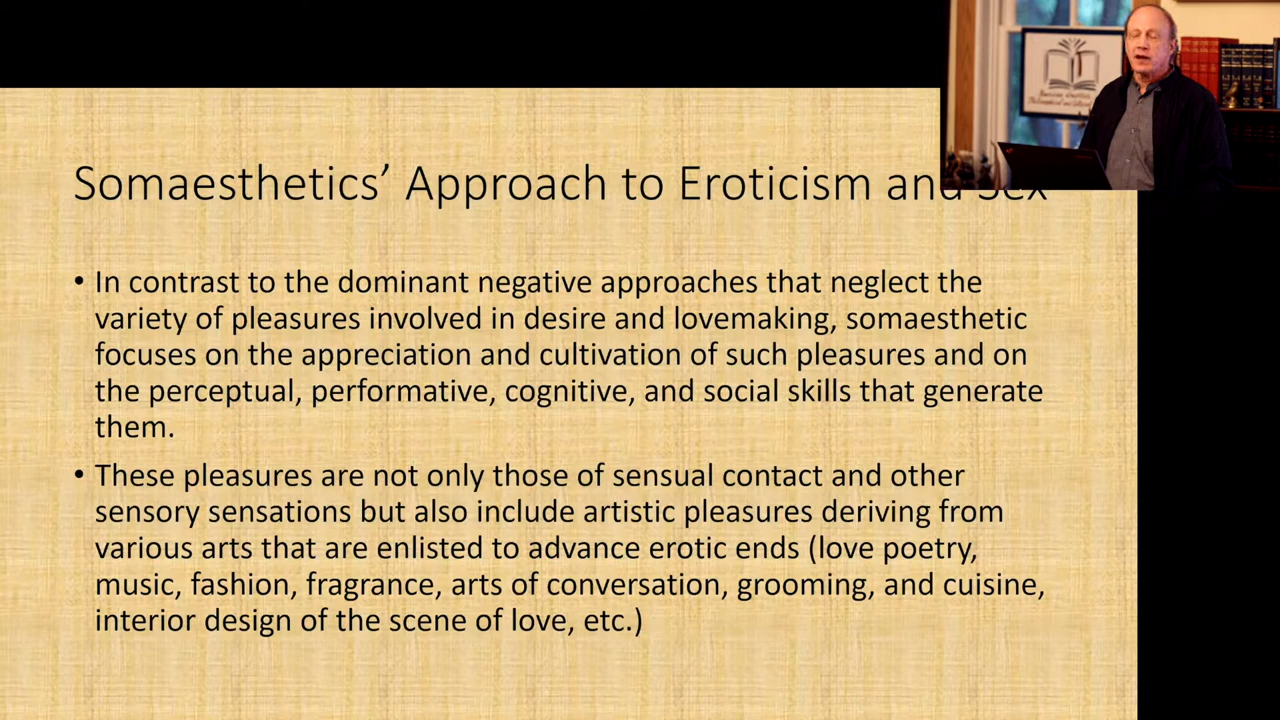 Somaesthetics’ Approach to Eroticism and Sex
• In contrast to the dominant negative approaches that neglect the
variety of pleasures involved in desire and lovemaking, somaesthetic
focuses on the appreciation and cultivation of such pleasures and on
the perceptual, performative, cognitive, and social skills that generate
them.
• These pleasures are not only those of sensual contact and other
sensory sensations but also include artistic pleasures deriving from
various arts that are enlisted to advance erotic ends (love poetry,
music, fashion, fragrance, arts of conversation, grooming, and cuisine,
interior design of the scene of love, etc.)